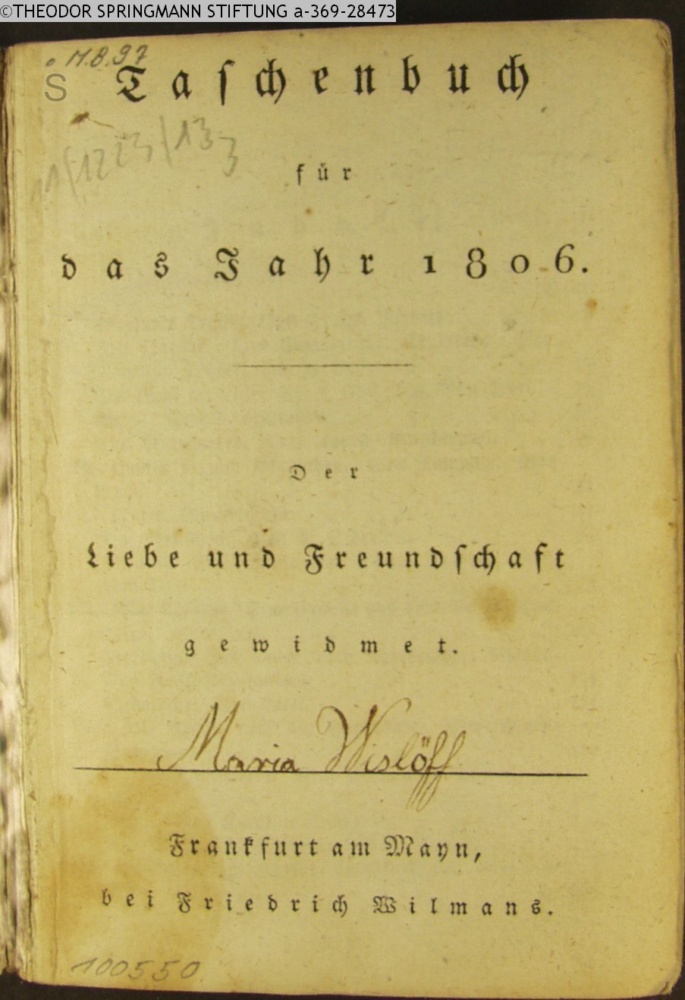 ©THEODOR SPRINGMANN STIFTUNG a-369-28473
S
Taschenbuch
für
das Jahr 1806.
Der
Liebe und Freundschaft
gewidmet.
Maria Wislöff
Frankfurt am Mayn,
bei Friedrich Wilmans.
100550